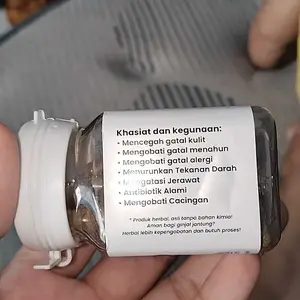 Khasiat dan kegunaan:
• Mencegah gatal kulit
• Mengobati gatal menahun
• Mengobati gatal alergi
• Menurunkan Tekanan Darah
• Mengatasi Jerawat
• Antibiotik Alami
• Mengobati Cacingan
* Produk herbal, asli tanpa bahan kimia!
Aman bagi ginjal jantung?
Herbal lebih kepengobatan dan butuh proses!